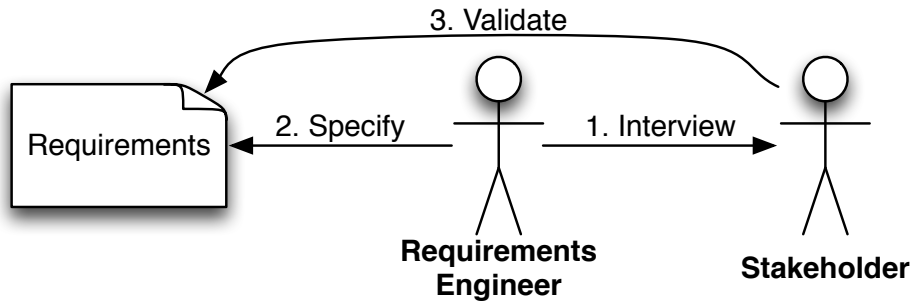 3. Validate
2. Specify
1. Interview
Requirements
Requirements
Engineer
Stakeholder